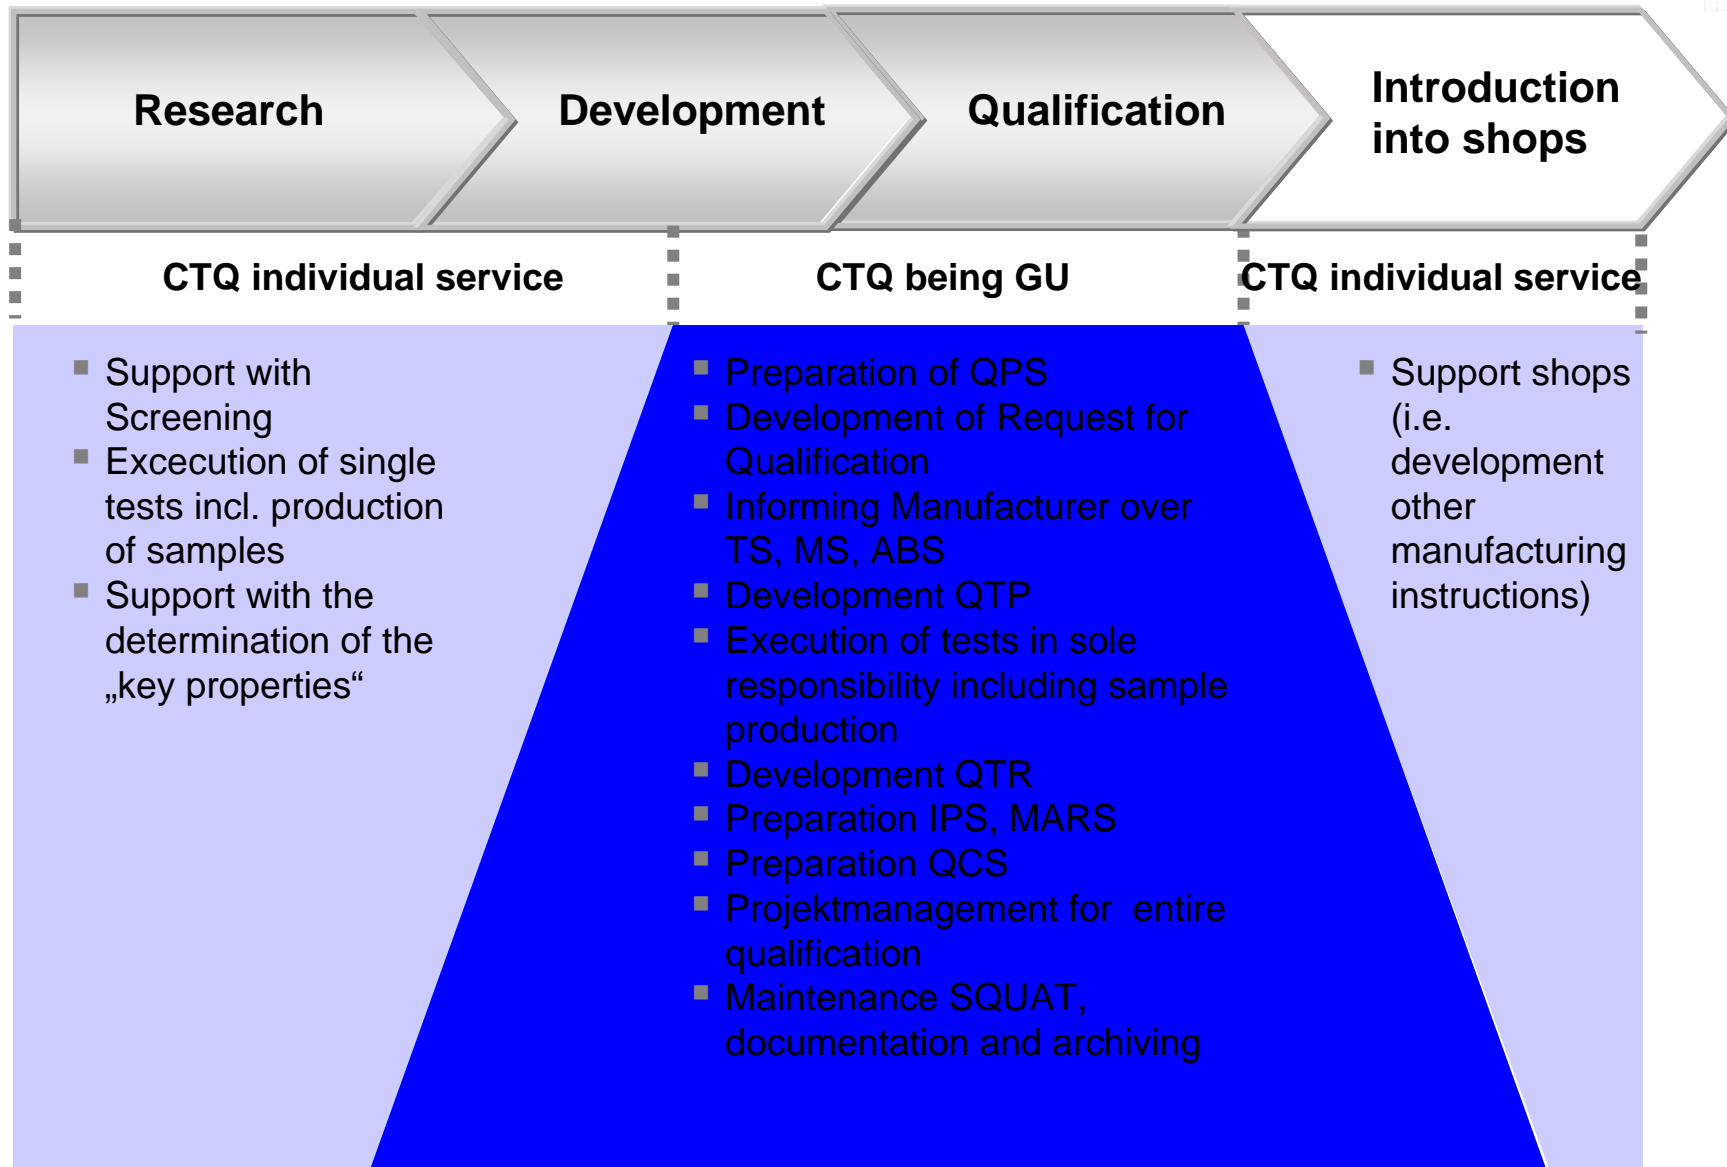 Research
Development
Qualification
Introduction
into shops
CTQ individual service
CTQ being GU
CTQ individual service
Support with
Screening
Excecution of single
tests incl. production
of samples
Support with the
determination of the
„key properties“
Preparation of QPS
Development of Request for
Qualification
Informing Manufacturer over
TS, MS, ABS
Development QTP
Execution of tests in sole
responsibility including sample
production
Development QTR
Preparation IPS, MARS
Preparation QCS
Projektmanagement for  entire
qualification
Maintenance SQUAT,
documentation and archiving
Support shops
(i.e.
development
other
manufacturing
instructions)